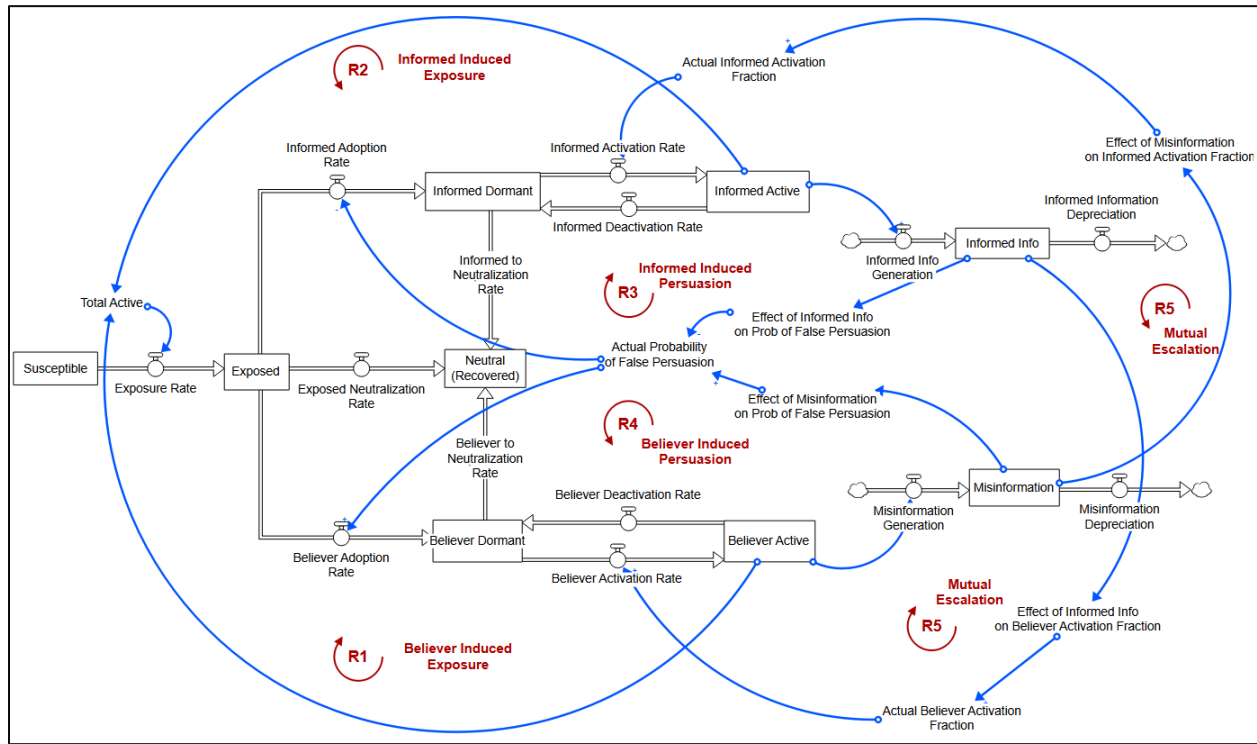 R2
Informed Induced
Exposure
Actual Informed Activation
Fraction
Informed Adoption
Rate
Informed Activation Rate
Effect of Misinformation
on Informed Activation Fraction
Informed Dormant
Informed Active
Informed Information
Depreciation
Informed Deactivation Rate
Informed Info
Informed Info
Generation
Informed to
Neutralization
Rate
R3
Informed Induced
Persuasion
Total Active
Effect of Informed Info
on Prob of False Persuasion
R5
Mutual
Escalation
Susceptible
Exposure Rate
Exposed
Exposed Neutralization
Rate
Neutral
(Recovered)
Actual Probability
of False Persuasion
Effect of Misinformation
on Prob of False Persuasion
R4
Believer Induced
Persuasion
Believer to
Neutralization
Rate
Believer Deactivation Rate
Misinformation
Misinformation
Generation
Misinformation
Depreciation
Believer Adoption
Rate
Believer Dormant
Believer Active
Believer Activation Rate
Mutual
Escalation
R5
Effect of Informed Info
on Believer Activation Fraction
R1
Believer Induced
Exposure
Actual Believer Activation
Fraction